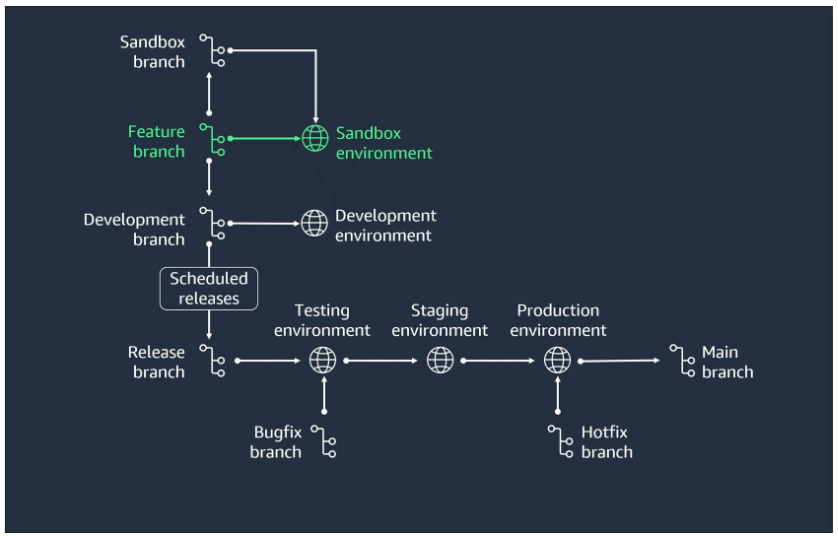 Sandbox
branch
Feature
branch
Sandbox
environment
Development
branch
Development
environment
Scheduled
releases
Testing
environment
Staging
environment
Production
environment
Release
branch
Main
branch
Bugfix
branch
Hotfix
branch